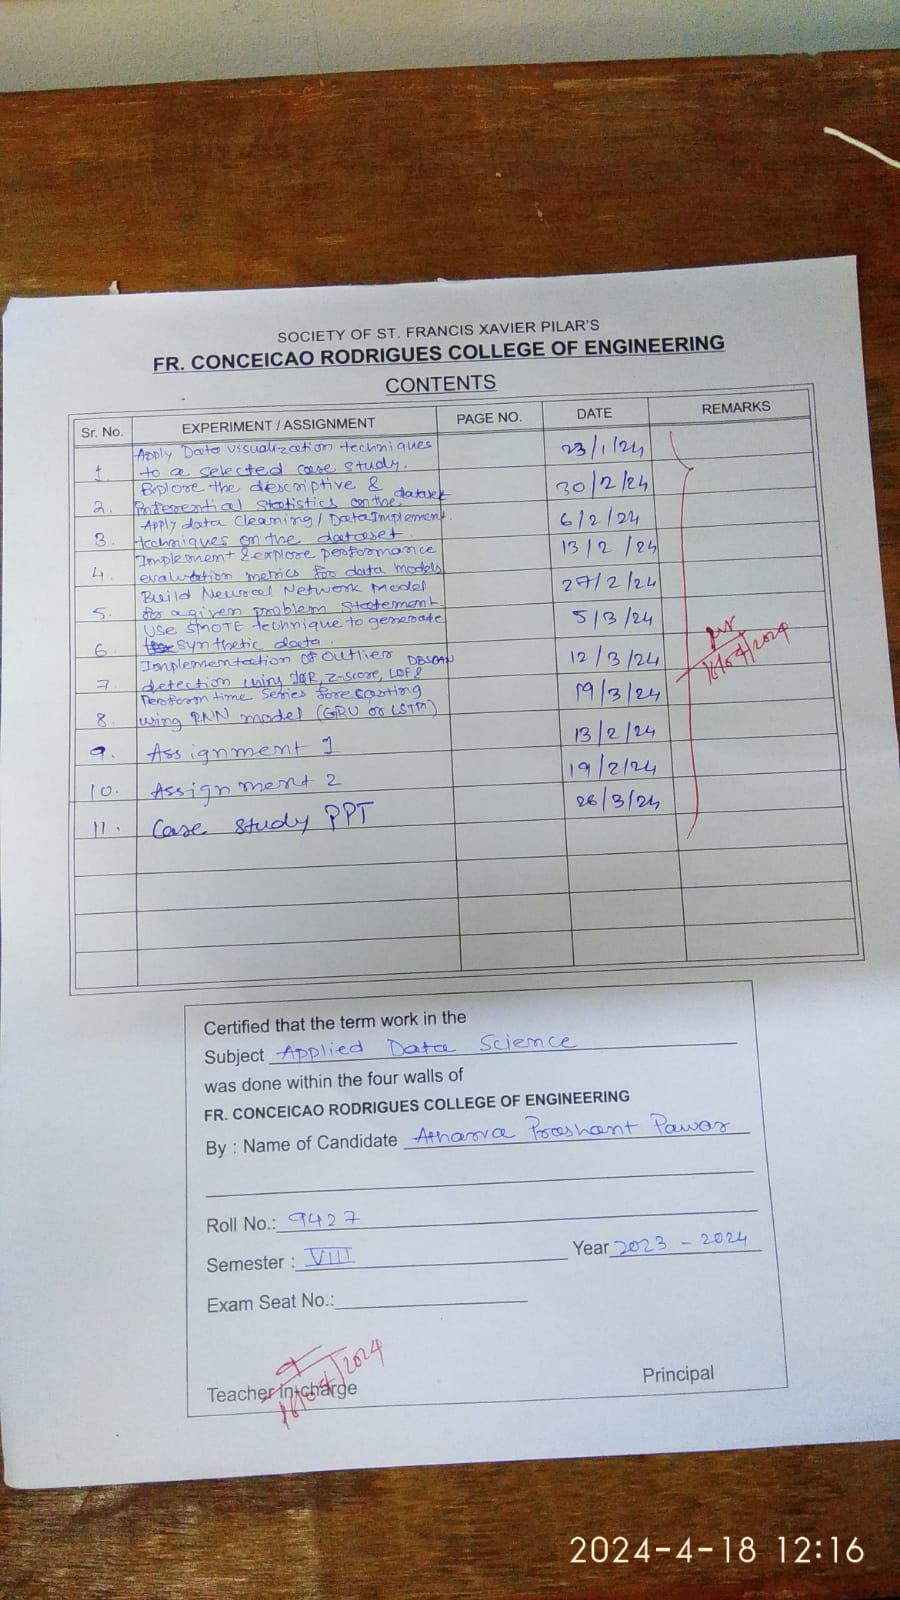 SOCIETY OF ST. FRANCIS XAVIER PILAR'S
FR. CONCEICAO RODRIGUES COLLEGE OF ENGINEERING
CONTENTS
Sr. No. EXPERIMENT / ASSIGNMENT PAGE NO. DATE REMARKS
Apply Data visualization techniques
1. to a selected case study. 23/1/24
Explore the descriptive &
2. Inferential Statistics on the dataset 30/2/24
Apply data Cleaning / Data Implement
3. techniques on the dataset. 6/2/24
Implement & explore performance
4. evaluation metrics for data models 13/2/24
Build Neural Network Model
5. for a given problem statement 27/2/24
Use SMOTE technique to generate
6. synthetic data. 5/3/24
Implementation of outlier DBSCAN
7. detection using IQR, Z-score, LOF & 12/3/24
Perform time Series forecasting
8. using RNN model (GRU or LSTM) 19/3/24
9. Assignment 1 13/2/24
10. Assignment 2 19/2/24
11. Case study PPT 26/3/24
16/04/2024
Certified that the term work in the
Subject Applied Data Science
was done within the four walls of
FR. CONCEICAO RODRIGUES COLLEGE OF ENGINEERING
By : Name of Candidate Atharva Prashant Pawar
Roll No.: 9427
Semester : VIII Year 2023 - 2024
Exam Seat No.:
16/04/2024
Teacher in-charge Principal
2024-4-18 12:16